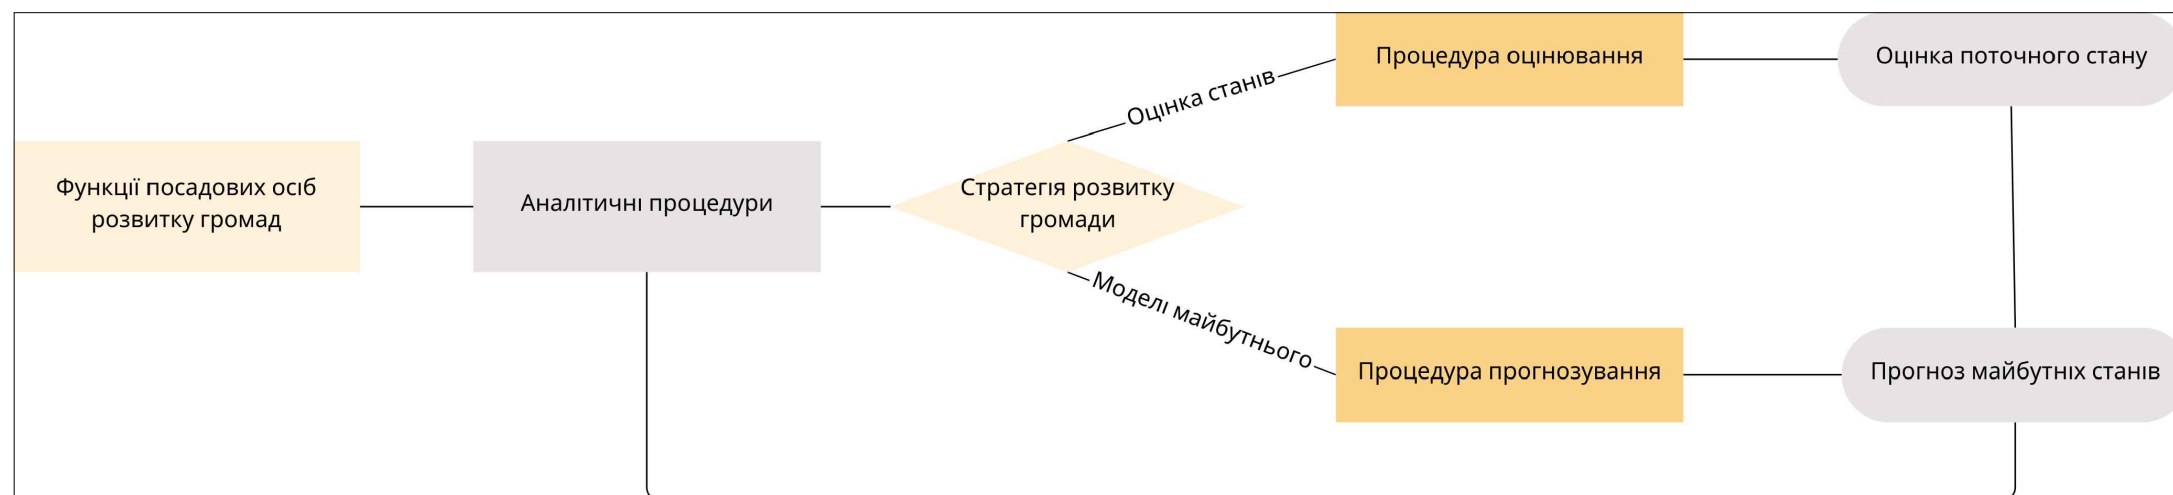 Функції посадових осіб
розвитку громад
Аналітичні процедури
Стратегія розвитку
громади
Оцінка станів
Процедура оцінювання
Оцінка поточного стану
Моделі майбутнього
Процедура прогнозування
Прогноз майбутніх станів